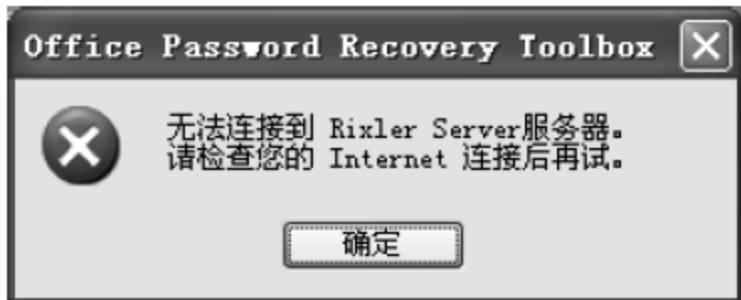 Office Password Recovery Toolbox
无法连接到 Rixler Server服务器。
请检查您的 Internet 连接后再试。
确定